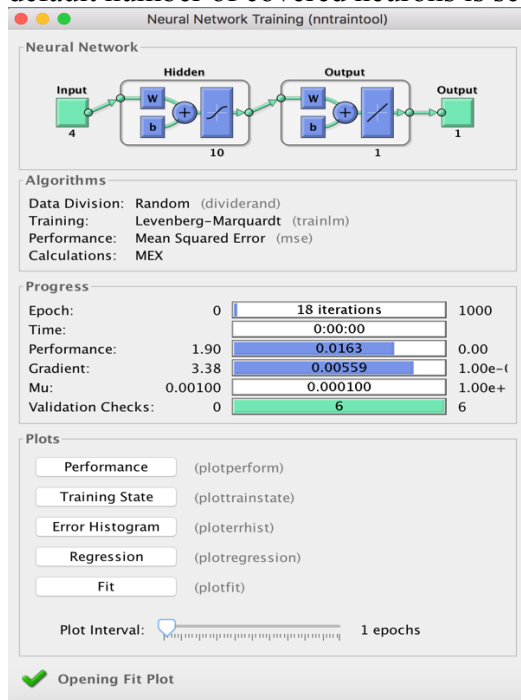 Neural Network Training (nntraintool)
Neural Network
Hidden Output
Input Output
W W
+ +
b b
4 1
10 1
Algorithms
Data Division: Random (dividerand)
Training: Levenberg-Marquardt (trainlm)
Performance: Mean Squared Error (mse)
Calculations: MEX
Progress
Epoch: 0 18 iterations 1000
Time: 0:00:00
Performance: 1.90 0.0163 0.00
Gradient: 3.38 0.00559 1.00e-
Mu: 0.00100 0.000100 1.00e+
Validation Checks: 0 6 6
Plots
Performance (plotperform)
Training State (plottrainstate)
Error Histogram (ploterrhist)
Regression (plotregression)
Fit (plotfit)
Plot Interval: 1 epochs
Opening Fit Plot